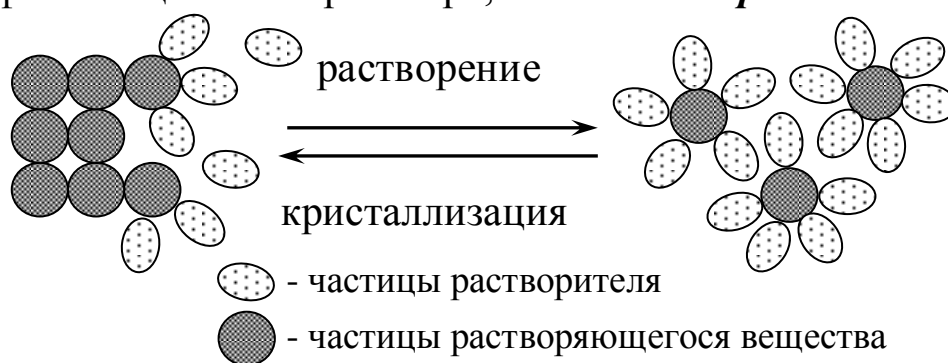 растворение
кристаллизация
- частицы растворителя
- частицы растворяющегося вещества